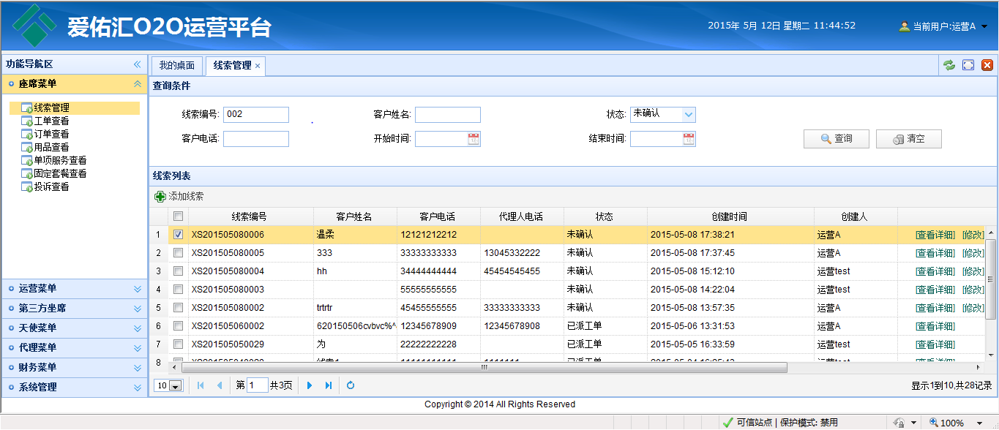 爱佑汇O2O运营平台
2015年 5月 12日 星期二 11:44:52
当前用户:运营A
功能导航区
座席菜单
线索管理
工单查看
订单查看
用品查看
单项服务查看
固定套餐查看
投诉查看
运营菜单
第三方坐席
天使菜单
代理菜单
财务菜单
系统管理
我的桌面 线索管理
查询条件
线索编号: 002 客户姓名: 状态: 未确认
客户电话: 开始时间: 结束时间: 查询 清空
线索列表
添加线索
线索编号 客户姓名 客户电话 代理人电话 状态 创建时间 创建人
1 XS201505080006 温柔 12121212212 未确认 2015-05-08 17:38:21 运营A [查看详细] [修改]
2 XS201505080005 333 33333333333 13045332222 未确认 2015-05-08 17:37:45 运营A [查看详细] [修改]
3 XS201505080004 hh 34444444444 45454545455 未确认 2015-05-08 15:12:10 运营test [查看详细] [修改]
4 XS201505080003 55555555555 未确认 2015-05-08 14:22:04 运营test [查看详细] [修改]
5 XS201505080002 trtrtr 45455555555 33333333333 未确认 2015-05-08 13:57:35 运营A [查看详细] [修改]
6 XS201505060002 620150506cvbvc%^ 12345678909 12345678908 已派工单 2015-05-06 13:31:53 运营A [查看详细]
7 XS201505050029 为 22222222228 已派工单 2015-05-05 16:33:59 运营test [查看详细]
8
10 第 1 共3页 显示1到10,共28记录
Copyright © 2014 All Rights Reserved
可信站点 | 保护模式: 禁用 100%